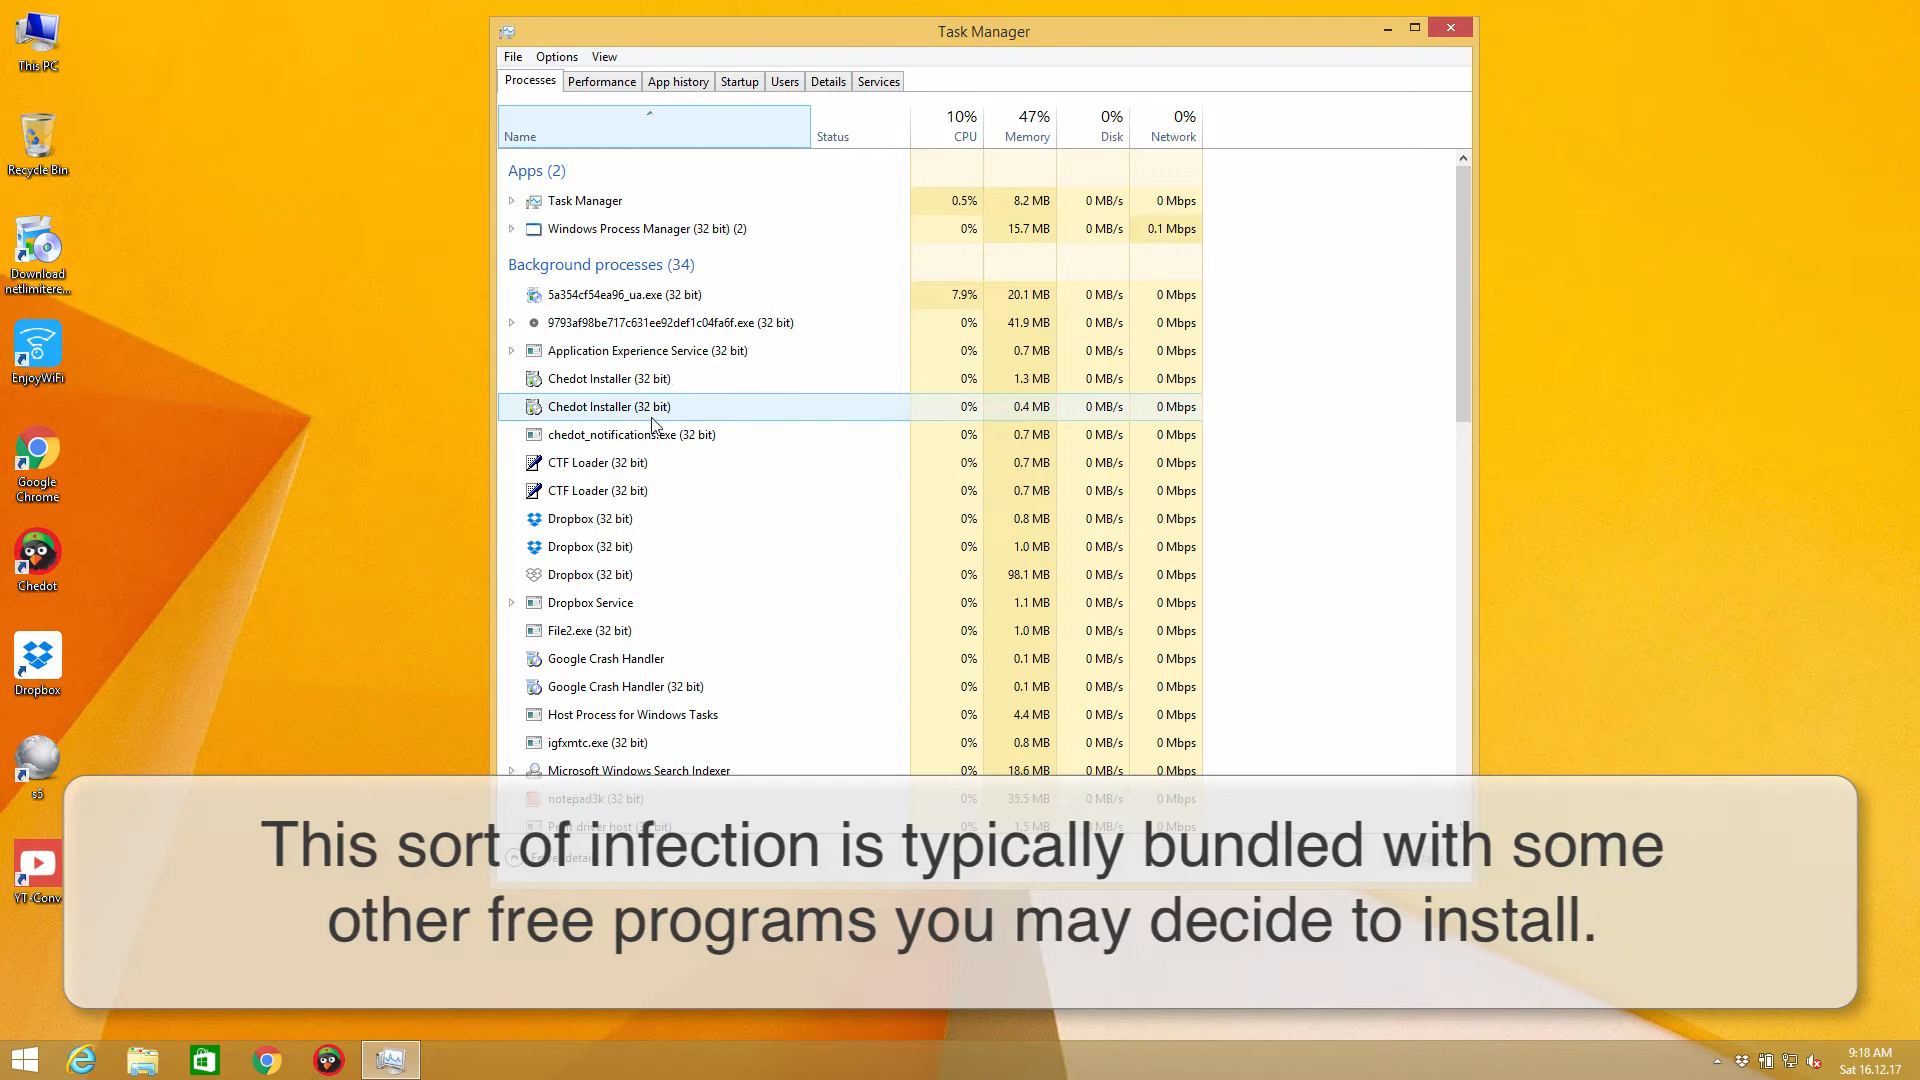 This PC
Recycle Bin
Download
netlimitere...
EnjoyWiFi
Google
Chrome
Chedot
Dropbox
s5
YT-Conv
Task Manager
File Options View
Processes Performance App history Startup Users Details Services
10% 47% 0% 0%
Name Status CPU Memory Disk Network
Apps (2)
Task Manager 0.5% 8.2 MB 0 MB/s 0 Mbps
Windows Process Manager (32 bit) (2) 0% 15.7 MB 0 MB/s 0.1 Mbps
Background processes (34)
5a354cf54ea96_ua.exe (32 bit) 7.9% 20.1 MB 0 MB/s 0 Mbps
9793af98be717c631ee92def1c04fa6f.exe (32 bit) 0% 41.9 MB 0 MB/s 0 Mbps
Application Experience Service (32 bit) 0% 0.7 MB 0 MB/s 0 Mbps
Chedot Installer (32 bit) 0% 1.3 MB 0 MB/s 0 Mbps
Chedot Installer (32 bit) 0% 0.4 MB 0 MB/s 0 Mbps
chedot_notifications.exe (32 bit) 0% 0.7 MB 0 MB/s 0 Mbps
CTF Loader (32 bit) 0% 0.7 MB 0 MB/s 0 Mbps
CTF Loader (32 bit) 0% 0.7 MB 0 MB/s 0 Mbps
Dropbox (32 bit) 0% 0.8 MB 0 MB/s 0 Mbps
Dropbox (32 bit) 0% 1.0 MB 0 MB/s 0 Mbps
Dropbox (32 bit) 0% 98.1 MB 0 MB/s 0 Mbps
Dropbox Service 0% 1.1 MB 0 MB/s 0 Mbps
File2.exe (32 bit) 0% 1.0 MB 0 MB/s 0 Mbps
Google Crash Handler 0% 0.1 MB 0 MB/s 0 Mbps
Google Crash Handler (32 bit) 0% 0.1 MB 0 MB/s 0 Mbps
Host Process for Windows Tasks 0% 4.4 MB 0 MB/s 0 Mbps
igfxmtc.exe (32 bit) 0% 0.8 MB 0 MB/s 0 Mbps
Microsoft Windows Search Indexer 0% 18.6 MB 0 MB/s 0 Mbps
notepad3k (32 bit) 0% 35.5 MB 0 MB/s 0 Mbps
Print driver host (32 bit) 0% 1.5 MB 0 MB/s 0 Mbps
This sort of infection is typically bundled with some
other free programs you may decide to install.
9:18 AM
Sat 16.12.17